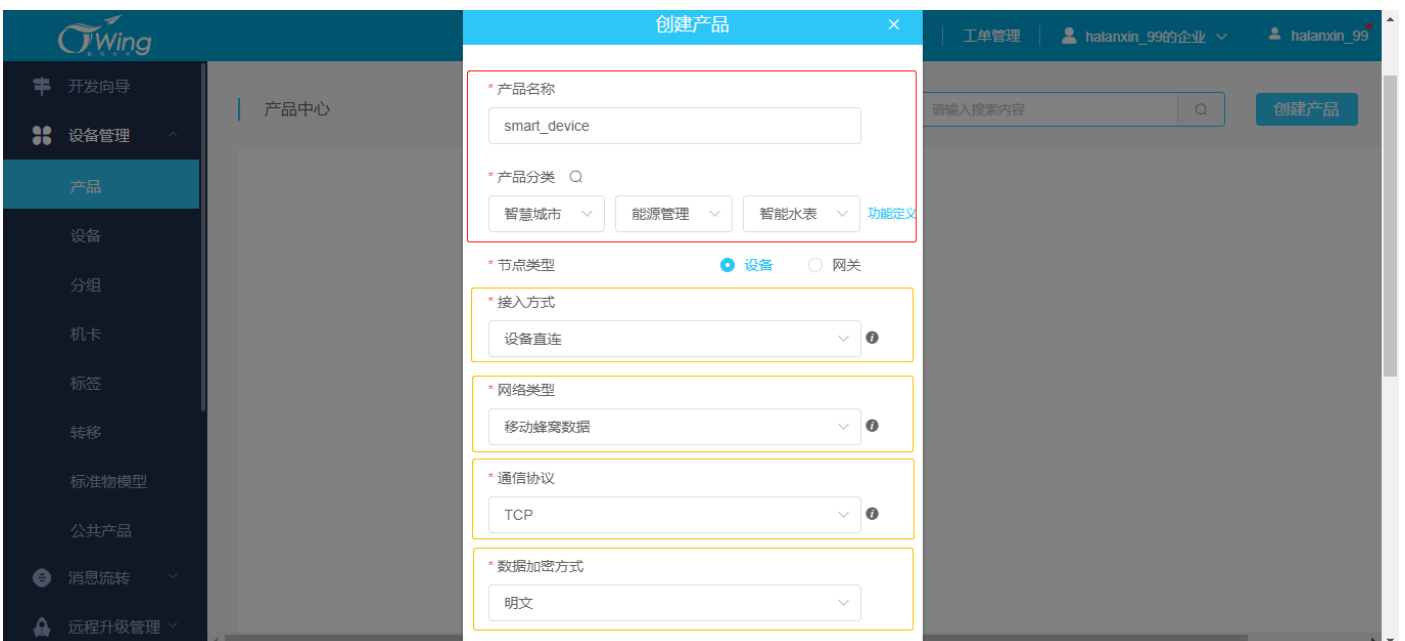 创建产品
×
Wing
工单管理
halanxin_99的企业
halanxin_99
开发向导
设备管理
产品
设备
分组
机卡
标签
转移
标准物模型
公共产品
消息流转
远程升级管理
产品中心
请输入搜索内容
创建产品
* 产品名称
smart_device
* 产品分类
智慧城市 能源管理 智能水表 功能定义
* 节点类型 设备 网关
* 接入方式
设备直连
* 网络类型
移动蜂窝数据
* 通信协议
TCP
* 数据加密方式
明文